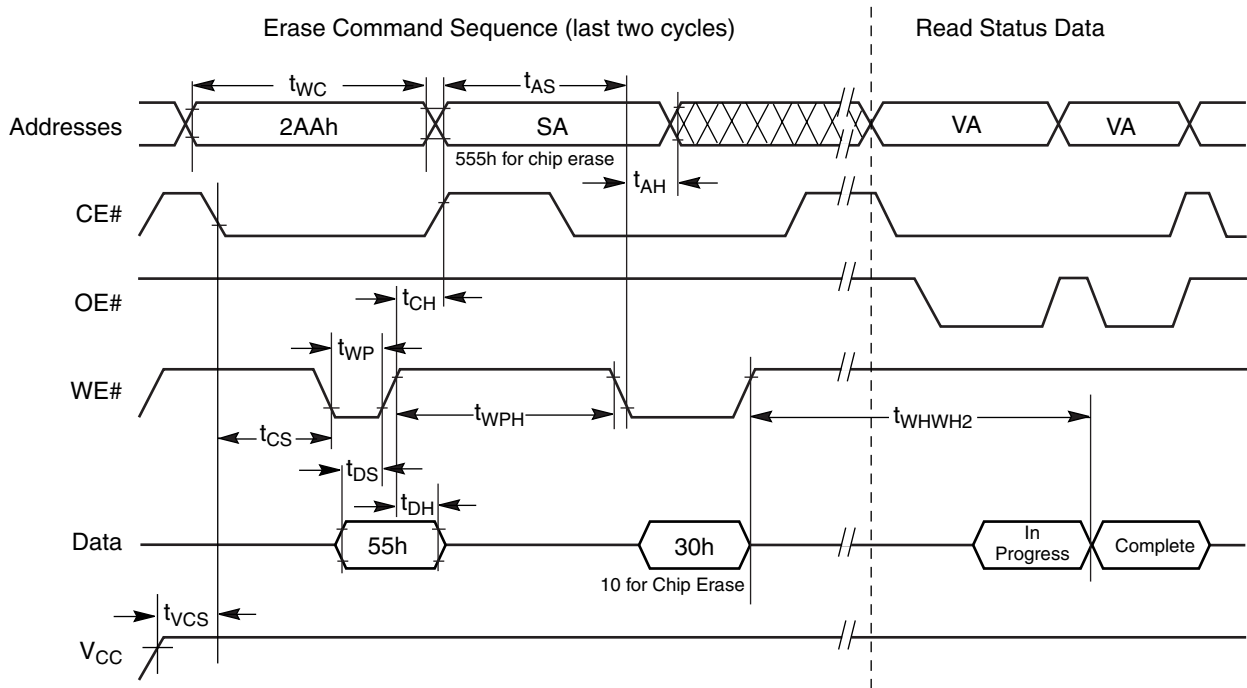 Erase Command Sequence (last two cycles)
Read Status Data
tWC
tAS
Addresses
2AAh
SA
VA
VA
555h for chip erase
tAH
CE#
OE#
tCH
tWP
WE#
tWPH
tWHWH2
tCS
tDS
tDH
Data
55h
30h
In
Progress
Complete
10 for Chip Erase
tVCS
VCC